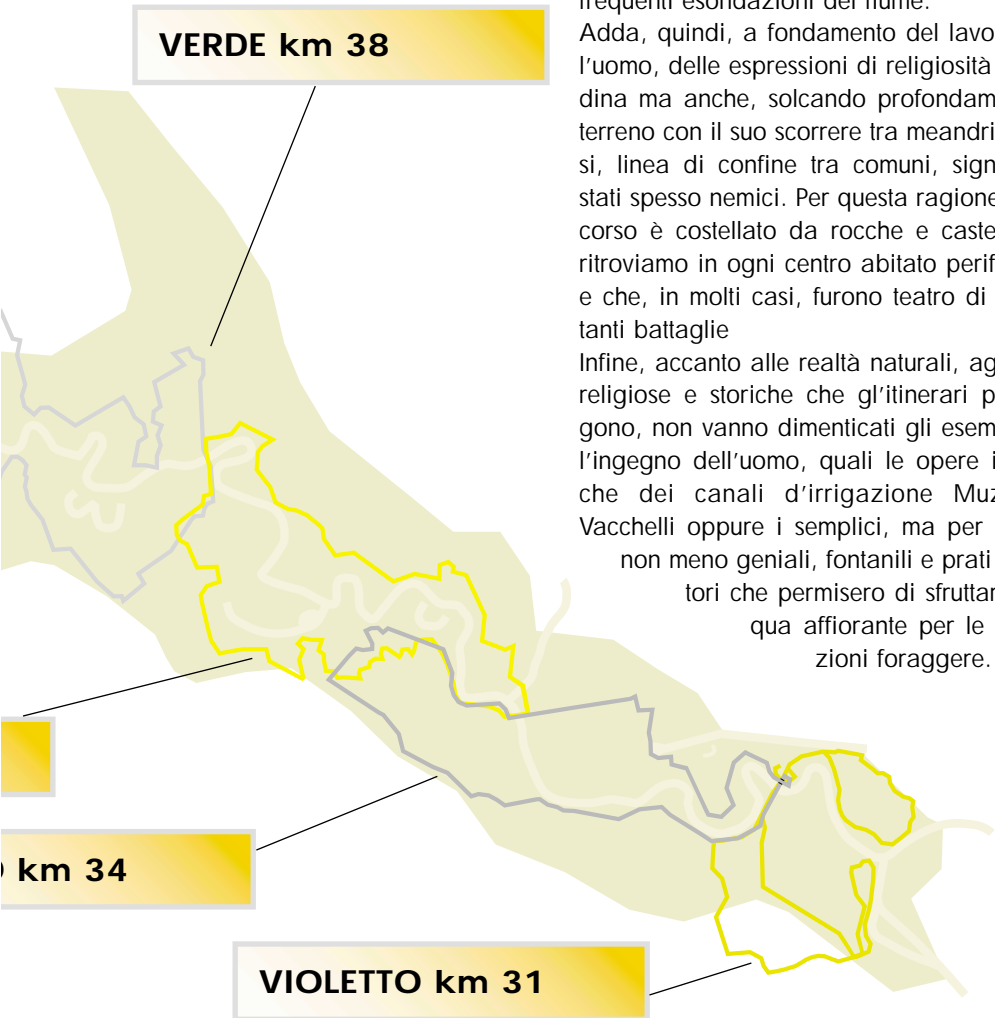 VERDE km 38
frequenti esondazioni del fiume.
Adda, quindi, a fondamento del lavo
l'uomo, delle espressioni di religiosità
dina ma anche, solcando profondam
terreno con il suo scorrere tra meandri
si, linea di confine tra comuni, sign
stati spesso nemici. Per questa ragione
corso è costellato da rocche e caste
ritroviamo in ogni centro abitato perif
e che, in molti casi, furono teatro di
tanti battaglie
Infine, accanto alle realtà naturali, ag
religiose e storiche che gl'itinerari p
gono, non vanno dimenticati gli esem
l'ingegno dell'uomo, quali le opere i
che dei canali d'irrigazione Muz
Vacchelli oppure i semplici, ma per
non meno geniali, fontanili e prati
tori che permisero di sfruttar
qua affiorante per le
zioni foraggere.
km 34
VIOLETTO km 31